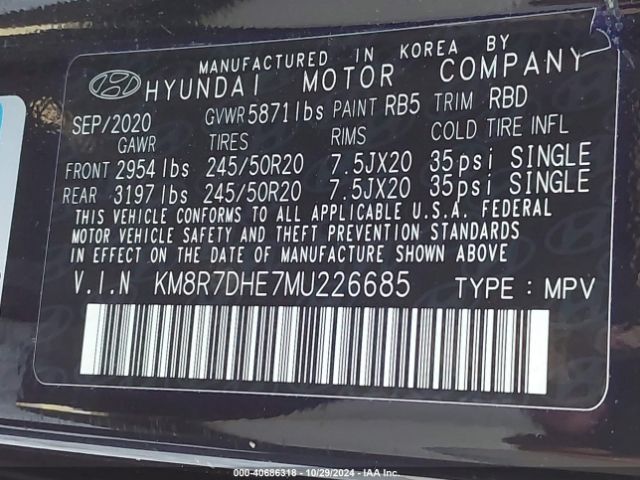 MANUFACTURED IN KOREA BY
HYUNDAI MOTOR COMPANY
SEP/2020 GVWR 5871lbs PAINT RB5 TRIM RBD
GAWR TIRES RIMS COLD TIRE INFL
FRONT 2954 lbs 245/50R20 7.5JX20 35psi SINGLE
REAR 3197 lbs 245/50R20 7.5JX20 35psi SINGLE
THIS VEHICLE CONFORMS TO ALL APPLICABLE U.S.A. FEDERAL
MOTOR VEHICLE SAFETY THEFT PREVENTION STANDARDS
IN EFFECT ON THE DATE OF MANUFACTURE SHOWN ABOVE
V.I.N KM8R7DHE7MU226685 TYPE : MPV
000-40686318 - 10/29/2024 - IAA Inc.